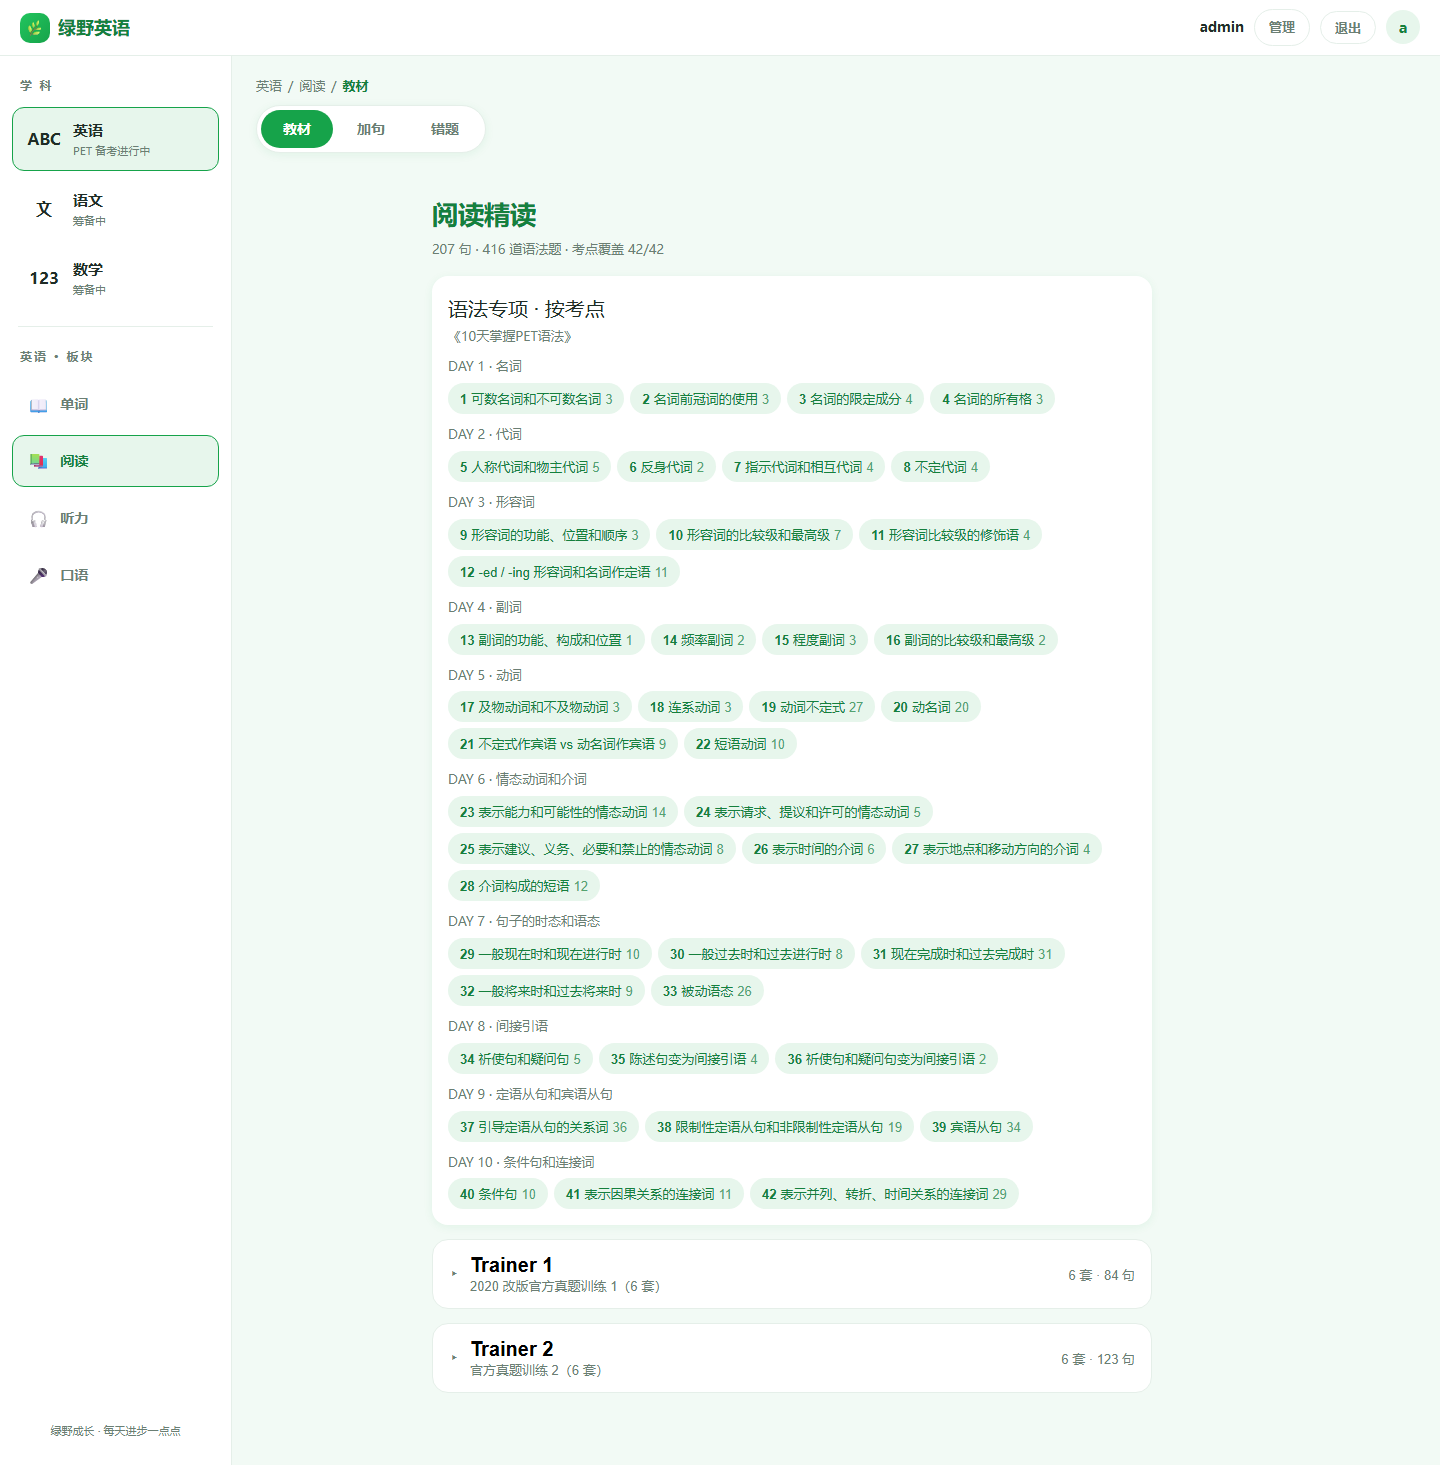 绿野英语
admin 管理 退出 a
学 科
ABC 英语
PET 备考进行中
文 语文
筹备中
123 数学
筹备中
英语 • 板块
单词
阅读
听力
口语
绿野成长 · 每天进步一点点
英语 / 阅读 / 教材
教材 加句 错题
阅读精读
207 句 · 416 道语法题 · 考点覆盖 42/42
语法专项 · 按考点
《10天掌握PET语法》
DAY 1 · 名词
1 可数名词和不可数名词 3 2 名词前冠词的使用 3 3 名词的限定成分 4 4 名词的所有格 3
DAY 2 · 代词
5 人称代词和物主代词 5 6 反身代词 2 7 指示代词和相互代词 4 8 不定代词 4
DAY 3 · 形容词
9 形容词的功能、位置和顺序 3 10 形容词的比较级和最高级 7 11 形容词比较级的修饰语 4
12 -ed / -ing 形容词和名词作定语 11
DAY 4 · 副词
13 副词的功能、构成和位置 1 14 频率副词 2 15 程度副词 3 16 副词的比较级和最高级 2
DAY 5 · 动词
17 及物动词和不及物动词 3 18 连系动词 3 19 动词不定式 27 20 动名词 20
21 不定式作宾语 vs 动名词作宾语 9 22 短语动词 10
DAY 6 · 情态动词和介词
23 表示能力和可能性的情态动词 14 24 表示请求、提议和许可的情态动词 5
25 表示建议、义务、必要和禁止的情态动词 8 26 表示时间的介词 6 27 表示地点和移动方向的介词 4
28 介词构成的短语 12
DAY 7 · 句子的时态和语态
29 一般现在时和现在进行时 10 30 一般过去时和过去进行时 8 31 现在完成时和过去完成时 31
32 一般将来时和过去将来时 9 33 被动语态 26
DAY 8 · 间接引语
34 祈使句和疑问句 5 35 陈述句变为间接引语 4 36 祈使句和疑问句变为间接引语 2
DAY 9 · 定语从句和宾语从句
37 引导定语从句的关系词 36 38 限制性定语从句和非限制性定语从句 19 39 宾语从句 34
DAY 10 · 条件句和连接词
40 条件句 10 41 表示因果关系的连接词 11 42 表示并列、转折、时间关系的连接词 29
Trainer 1
2020 改版官方真题训练 1（6 套）
6 套 · 84 句
Trainer 2
官方真题训练 2（6 套）
6 套 · 123 句